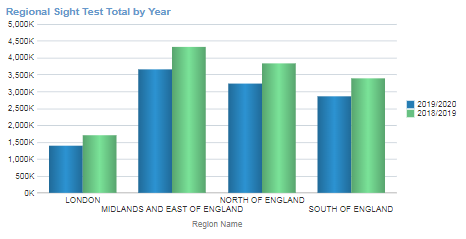 Regional Sight Test Total by Year
5,000K
4,500K
4,000K
3,500K
3,000K
2,500K
2,000K
1,500K
1,000K
500K
0K
2019/2020
2018/2019
LONDON
MIDLANDS AND EAST OF ENGLAND
NORTH OF ENGLAND
SOUTH OF ENGLAND
Region Name